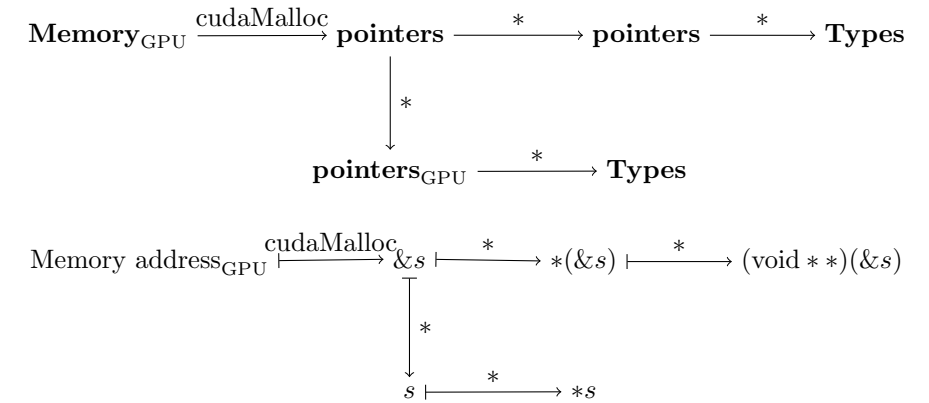 cudaMalloc * *
Memory_GPU pointers pointers Types
*
*
pointers_GPU Types
cudaMalloc * *
Memory address_GPU &s *(&s) (void * *)(&s)
*
*
s *s